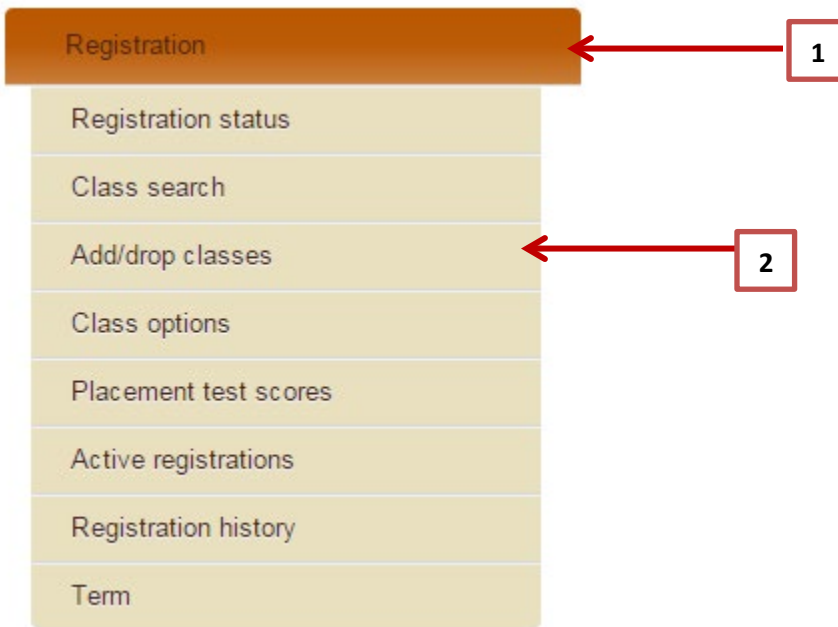 Registration
1
Registration status
Class search
Add/drop classes
2
Class options
Placement test scores
Active registrations
Registration history
Term